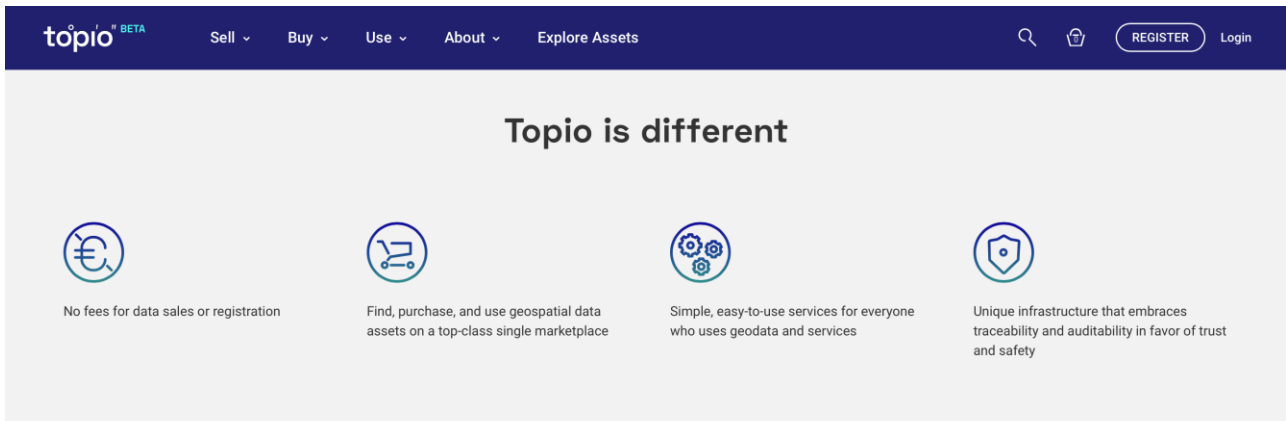 topio BETA
Sell Buy Use About Explore Assets REGISTER Login
Topio is different
No fees for data sales or registration
Find, purchase, and use geospatial data
assets on a top-class single marketplace
Simple, easy-to-use services for everyone
who uses geodata and services
Unique infrastructure that embraces
traceability and auditability in favor of trust
and safety